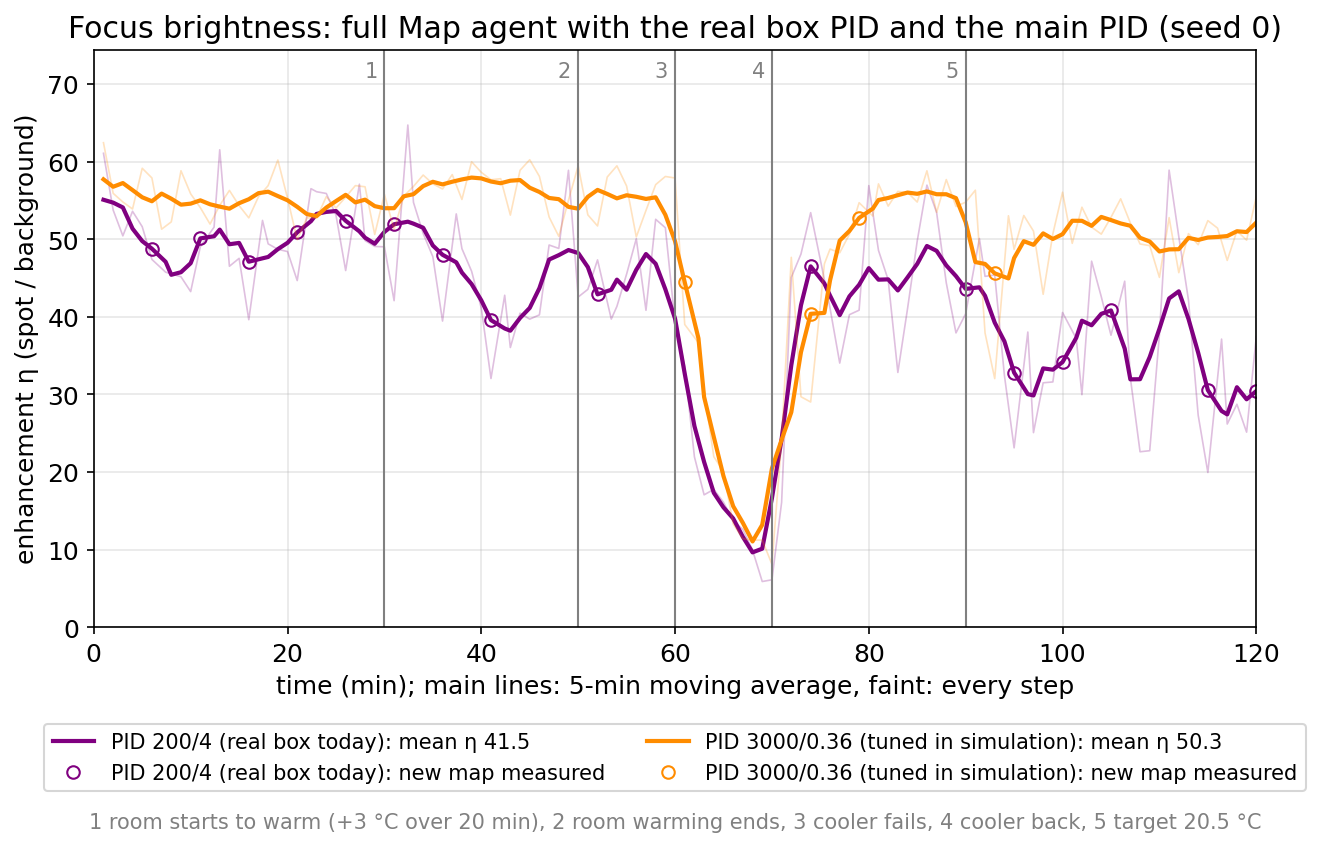 Focus brightness: full Map agent with the real box PID and the main PID (seed 0)
1 2 3 4 5
70
60
50
40
30
20
10
0
enhancement η (spot / background)
0 20 40 60 80 100 120
time (min); main lines: 5-min moving average, faint: every step
PID 200/4 (real box today): mean η 41.5
PID 200/4 (real box today): new map measured
PID 3000/0.36 (tuned in simulation): mean η 50.3
PID 3000/0.36 (tuned in simulation): new map measured
1 room starts to warm (+3 °C over 20 min), 2 room warming ends, 3 cooler fails, 4 cooler back, 5 target 20.5 °C